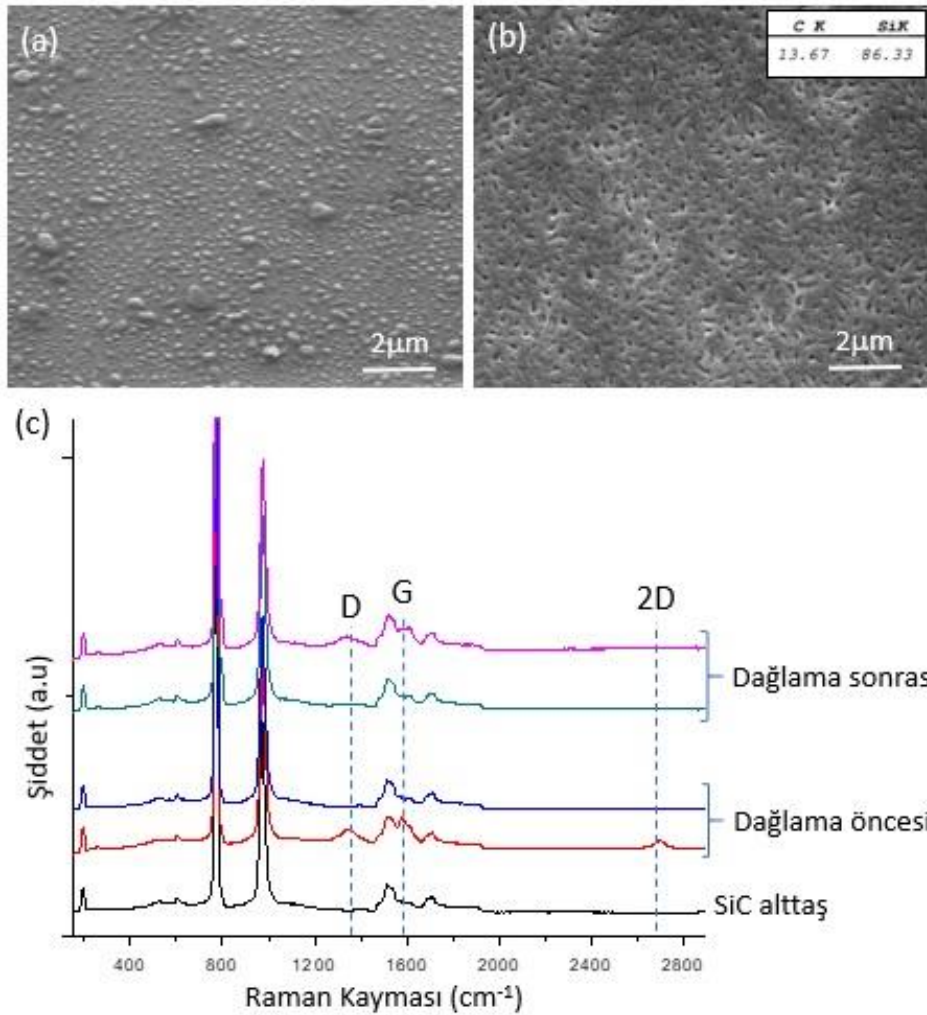 (a)
2µm
(b)
C K SiK
13.67 86.33
2µm
(c)
D
G
2D
Dağlama sonras
Dağlama öncesi
SiC alttaş
Şiddet (a.u)
400 800 1200 1600 2000 2400 2800
Raman Kayması (cm⁻¹)